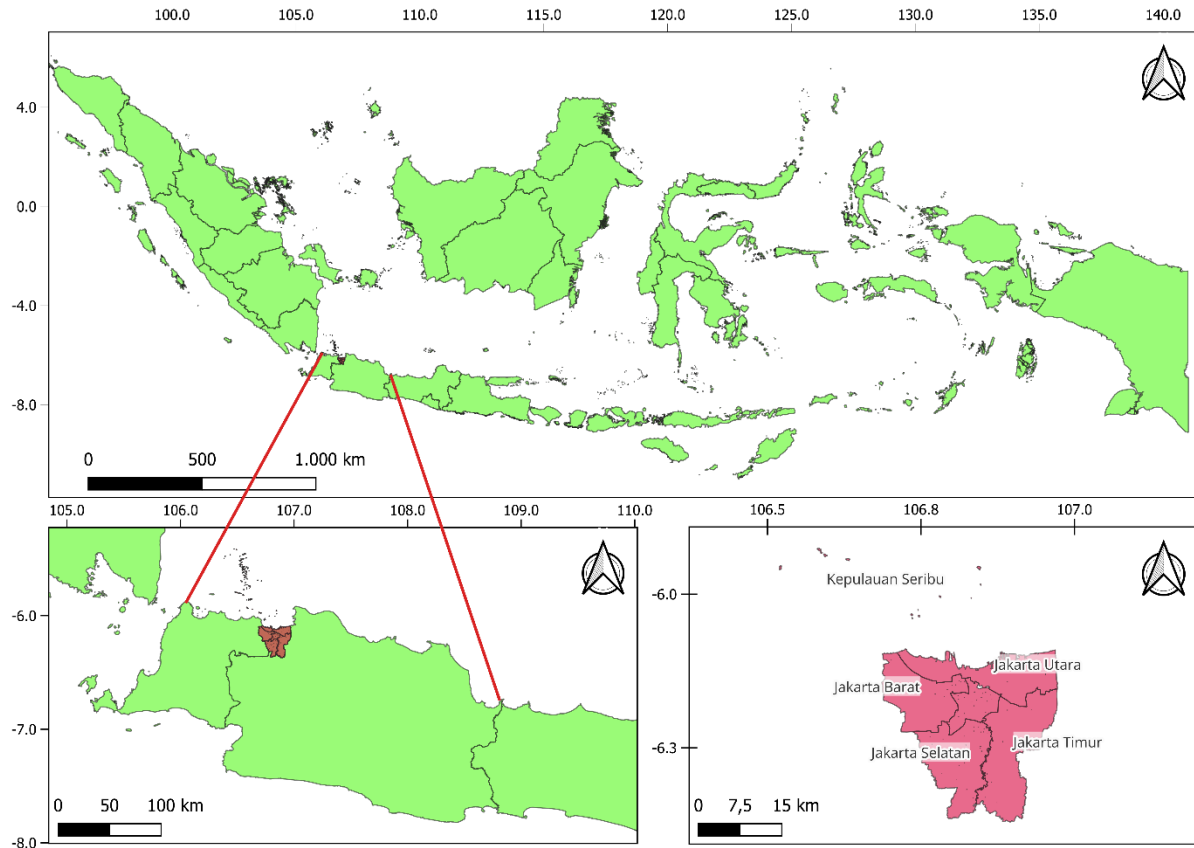 100.0 105.0 110.0 115.0 120.0 125.0 130.0 135.0 140.0
4.0
0.0
-4.0
-8.0
0 500 1.000 km
105.0 106.0 107.0 108.0 109.0 110.0
-6.0
-7.0
-8.0
0 50 100 km
106.5 106.8 107.0
-6.0
-6.3
Kepulauan Seribu
Jakarta Utara
Jakarta Barat
Jakarta Timur
Jakarta Selatan
0 7,5 15 km